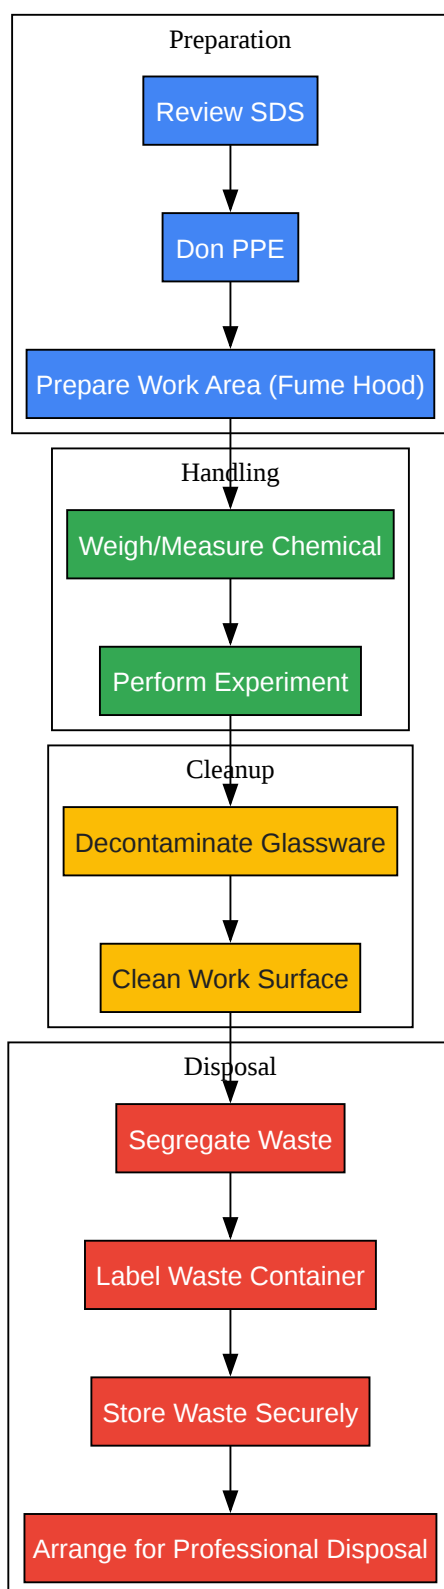 Preparation
Review SDS
Don PPE
Prepare Work Area (Fume Hood)
Handling
Weigh/Measure Chemical
Perform Experiment
Cleanup
Decontaminate Glassware
Clean Work Surface
Disposal
Segregate Waste
Label Waste Container
Store Waste Securely
Arrange for Professional Disposal